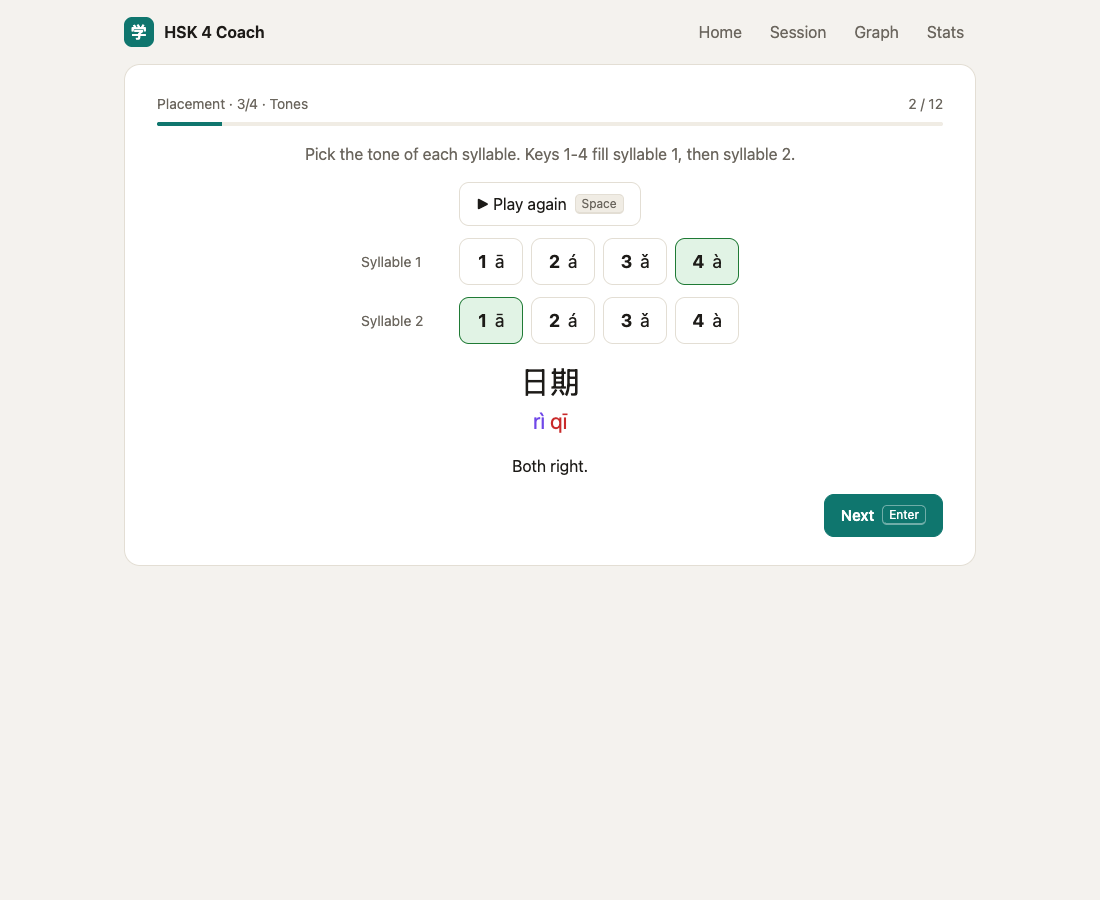 学 HSK 4 Coach Home Session Graph Stats
Placement · 3/4 · Tones 2 / 12
Pick the tone of each syllable. Keys 1-4 fill syllable 1, then syllable 2.
▶ Play again Space
Syllable 1 1 ā 2 á 3 ǎ 4 à
Syllable 2 1 ā 2 á 3 ǎ 4 à
日期
rì qī
Both right.
Next Enter